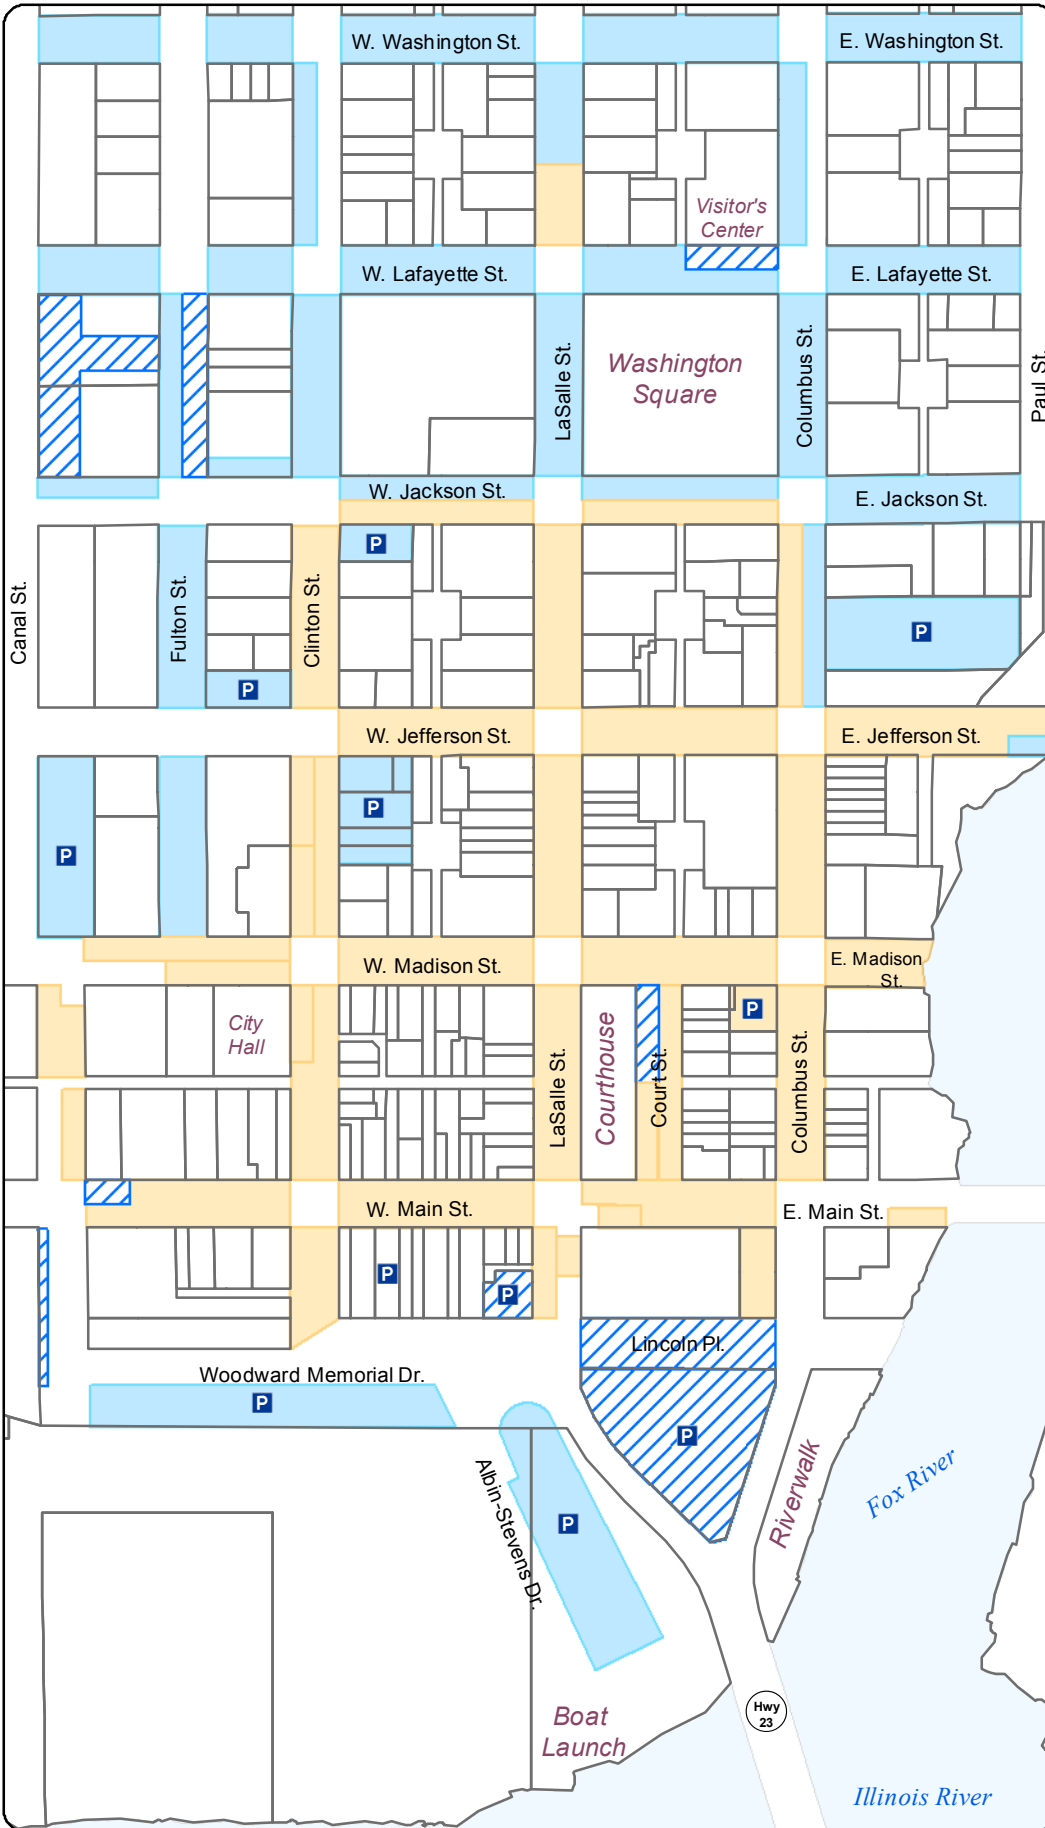 W. Washington St.
E. Washington St.
Visitor's
Center
W. Lafayette St.
E. Lafayette St.
LaSalle St.
Washington
Square
Columbus St.
Paul St.
W. Jackson St.
E. Jackson St.
P
Canal St.
Fulton St.
Clinton St.
P
P
W. Jefferson St.
E. Jefferson St.
P
P
W. Madison St.
E. Madison
St.
City
Hall
P
LaSalle St.
Courthouse
Court St.
Columbus St.
W. Main St.
E. Main St.
P
P
Lincoln Pl.
Woodward Memorial Dr.
P
P
Albin-Stevens Dr.
P
Riverwalk
Fox River
Hwy
23
Boat
Launch
Illinois River